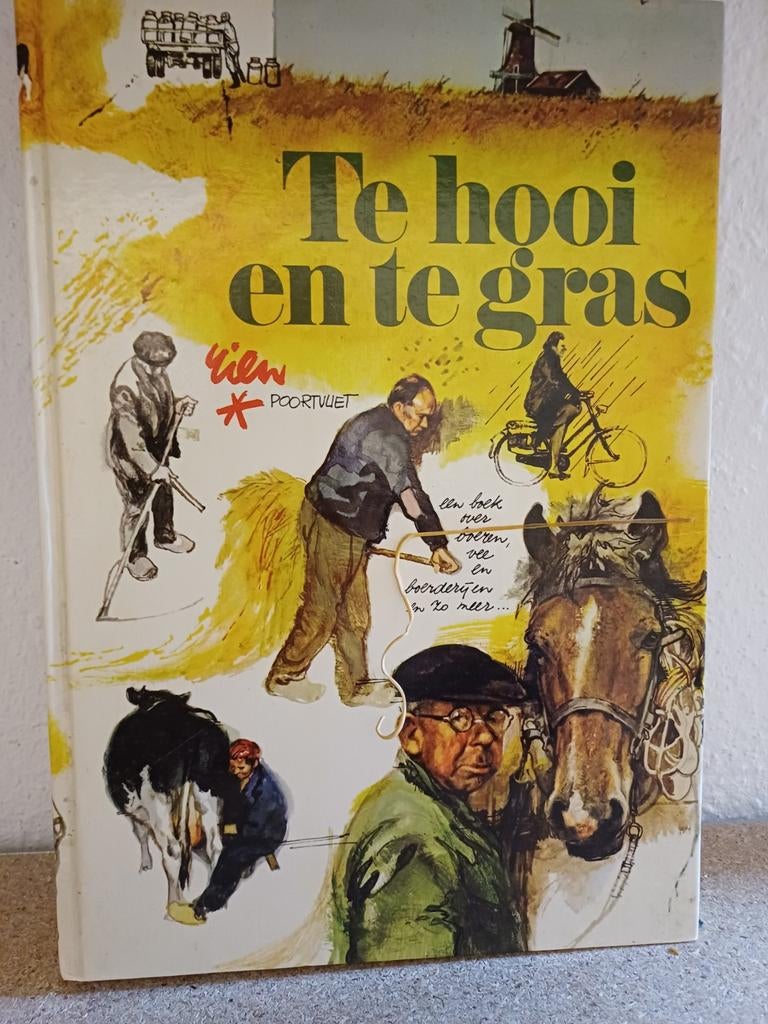 Te hooi
en te gras
Rien
POORTVLIET
een boek
over
boeren,
vee
en
boerderijen
en zo meer...